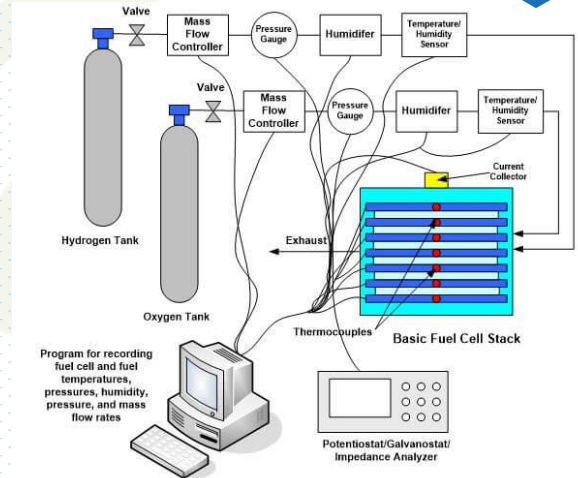 Valve
Mass
Flow
Controller
Pressure
Gauge
Humidifer
Temperature/
Humidity
Sensor
Valve
Mass
Flow
Controller
Pressure
Gauge
Humidifer
Temperature/
Humidity
Sensor
Current
Collector
Hydrogen Tank
Exhaust
Oxygen Tank
Thermocouples
Basic Fuel Cell Stack
Program for recording
fuel cell and fuel
temperatures,
pressures, humidity,
pressure, and mass
flow rates
Potentiostat/Galvanostat/
Impedance Analyzer